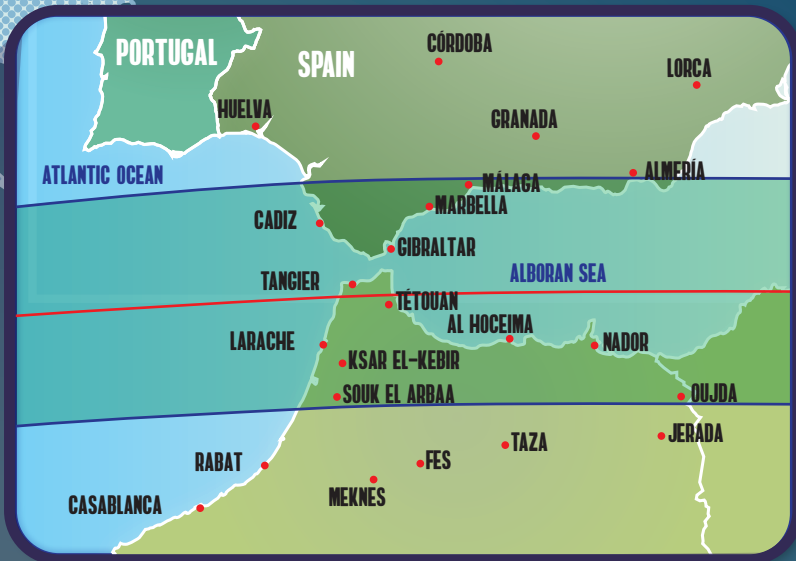 CÓRDOBA
PORTUGAL
SPAIN
LORCA
HUELVA
GRANADA
ATLANTIC OCEAN
ALMERÍA
MÁLAGA
MARBELLA
CADIZ
GIBRALTAR
TANGIER
ALBORAN SEA
TÉTOUAN
AL HOCEIMA
LARACHE
NADOR
KSAR EL-KEBIR
SOUK EL ARBAA
OUJDA
JERADA
TAZA
RABAT
FES
MEKNES
CASABLANCA